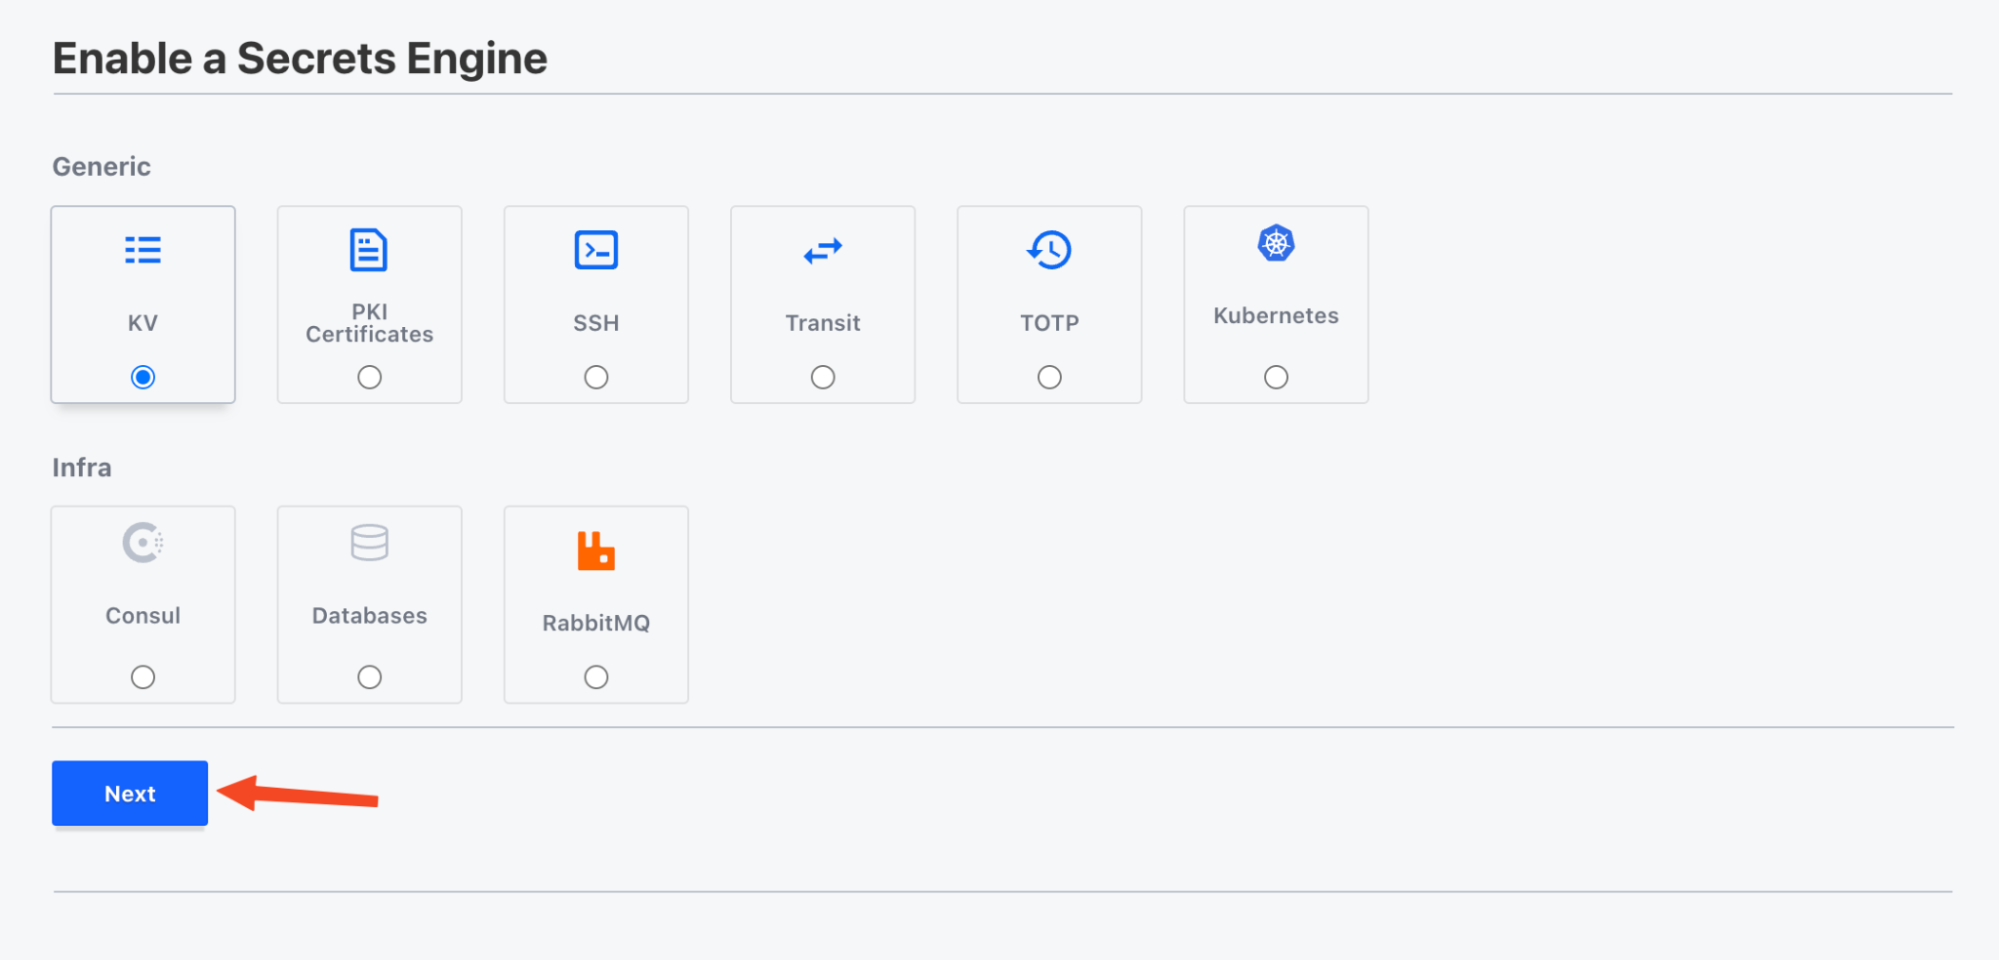 Enable a Secrets Engine
Generic
KV
PKI
Certificates
SSH
Transit
TOTP
Kubernetes
Infra
Consul
Databases
RabbitMQ
Next